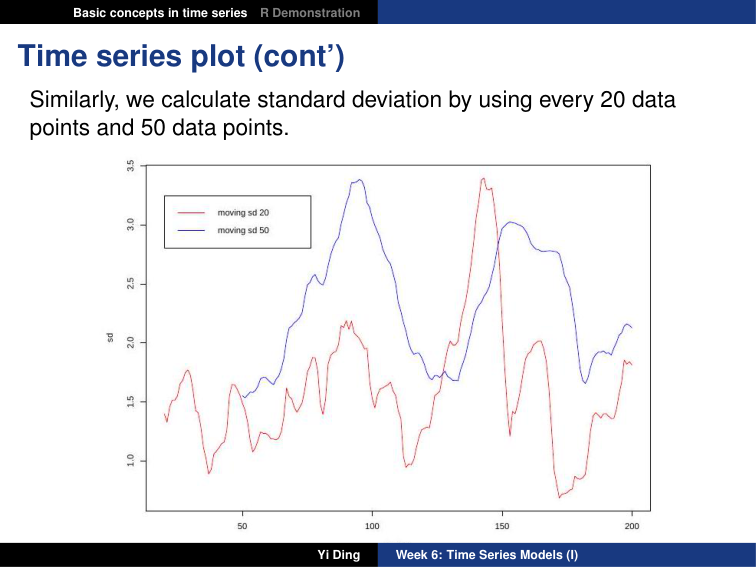 Basic concepts in time series R Demonstration
Time series plot (cont’)
Similarly, we calculate standard deviation by using every 20 data
points and 50 data points.
3.5
3.0
2.5
2.0
1.5
1.0
sd
moving sd 20
moving sd 50
50 100 150 200
Yi Ding Week 6: Time Series Models (I)